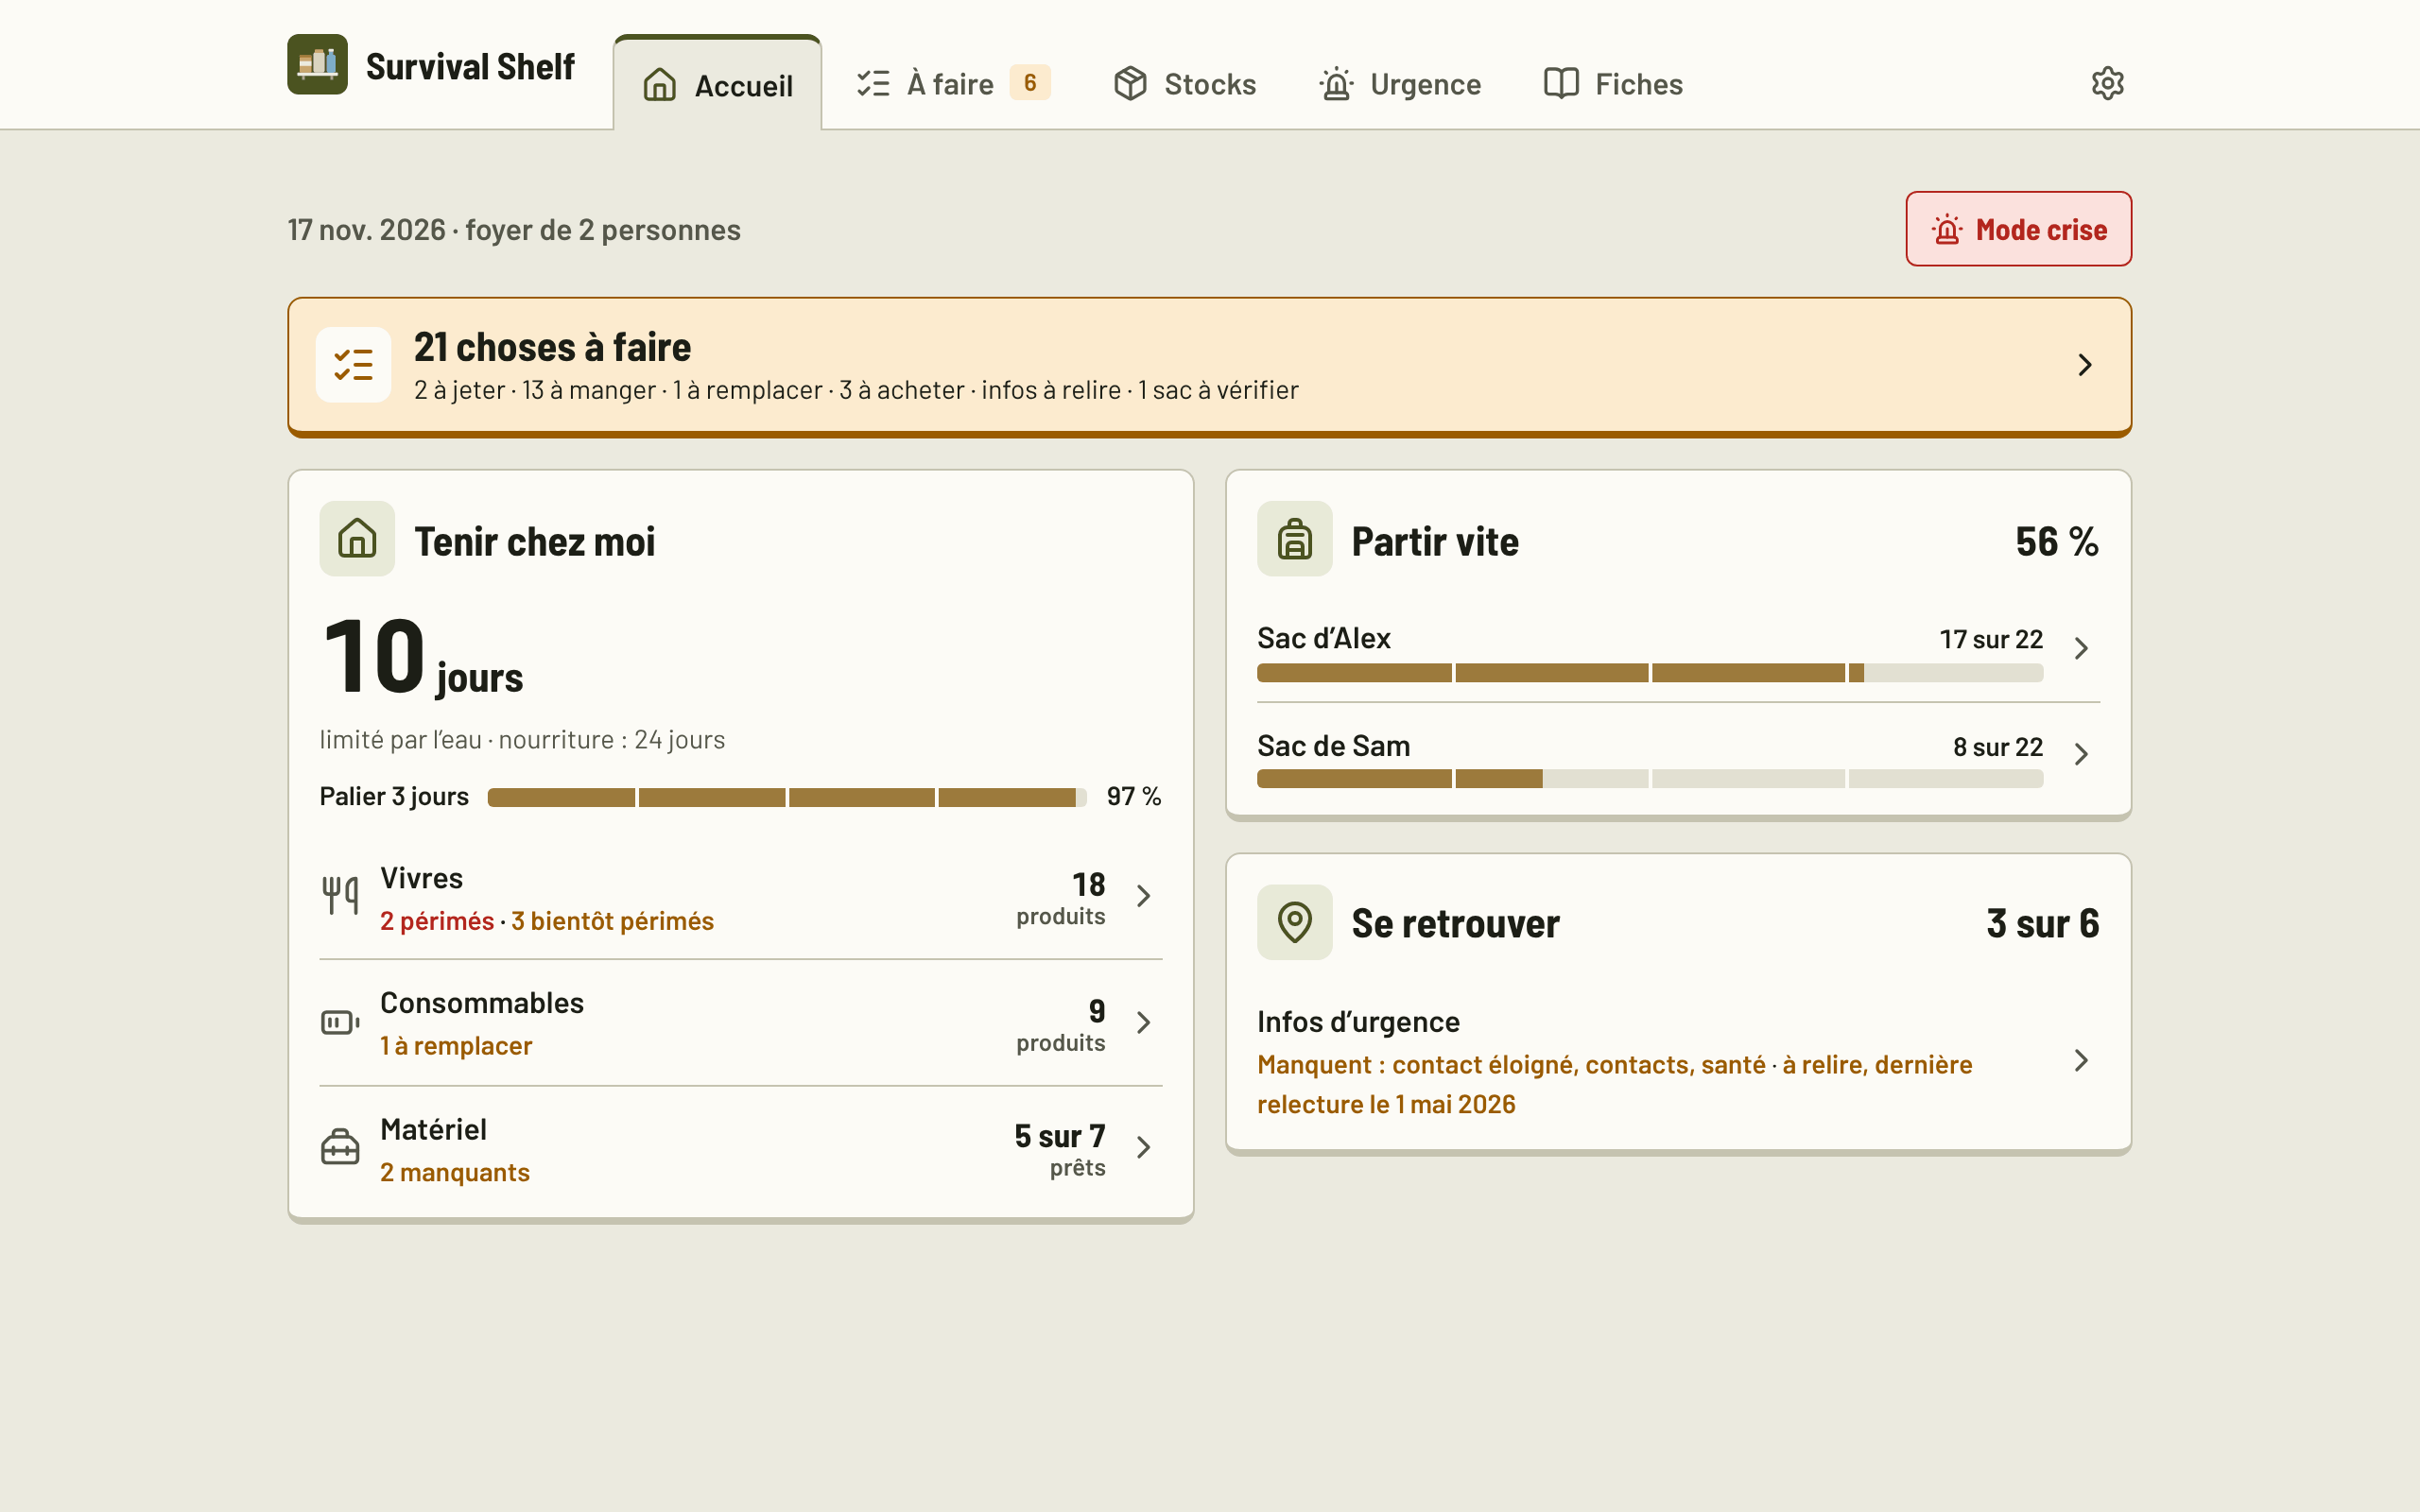 Survival Shelf
Accueil
À faire 6
Stocks
Urgence
Fiches
17 nov. 2026 · foyer de 2 personnes
Mode crise
21 choses à faire
2 à jeter · 13 à manger · 1 à remplacer · 3 à acheter · infos à relire · 1 sac à vérifier
Tenir chez moi
10 jours
limité par l’eau · nourriture : 24 jours
Palier 3 jours 97 %
Vivres
2 périmés · 3 bientôt périmés
18
produits
Consommables
1 à remplacer
9
produits
Matériel
2 manquants
5 sur 7
prêts
Partir vite 56 %
Sac d’Alex 17 sur 22
Sac de Sam 8 sur 22
Se retrouver 3 sur 6
Infos d’urgence
Manquent : contact éloigné, contacts, santé · à relire, dernière
relecture le 1 mai 2026